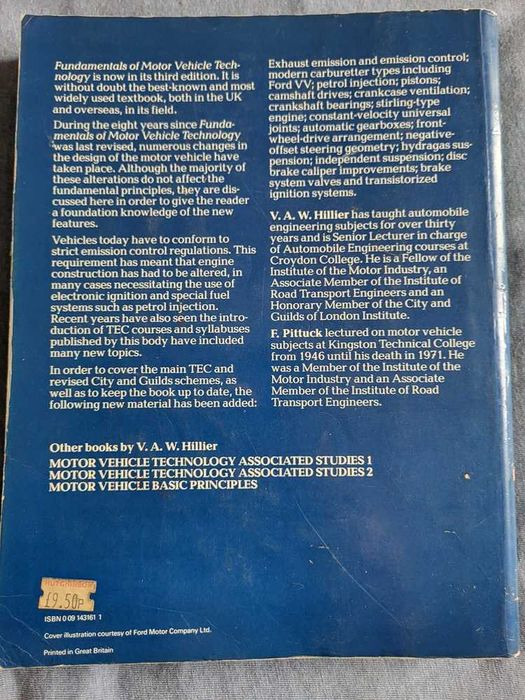 Fundamentals of Motor Vehicle Tech-
nology is now in its third edition. It is
without doubt the best-known and most
widely used textbook, both in the UK
and overseas, in its field.
During the eight years since Funda-
mentals of Motor Vehicle Technology
was last revised, numerous changes in
the design of the motor vehicle have
taken place. Although the majority of
these alterations do not affect the
fundamental principles, they are dis-
cussed here in order to give the reader
a foundation knowledge of the new
features.
Vehicles today have to conform to
strict emission control regulations. This
requirement has meant that engine
construction has had to be altered, in
many cases necessitating the use of
electronic ignition and special fuel
systems such as petrol injection.
Recent years have also seen the intro-
duction of TEC courses and syllabuses
published by this body have included
many new topics.
In order to cover the main TEC and
revised City and Guilds schemes, as
well as to keep the book up to date, the
following new material has been added:
Exhaust emission and emission control;
modern carburetter types including
Ford VV; petrol injection; pistons;
camshaft drives; crankcase ventilation;
crankshaft bearings; stirling-type
engine; constant-velocity universal
joints; automatic gearboxes; front-
wheel-drive arrangement; negative-
offset steering geometry; hydragas sus-
pension; independent suspension; disc
brake caliper improvements; brake
system valves and transistorized
ignition systems.
V. A. W. Hillier has taught automobile
engineering subjects for over thirty
years and is Senior Lecturer in charge
of Automobile Engineering courses at
Croydon College. He is a Fellow of the
Institute of the Motor Industry, an
Associate Member of the Institute of
Road Transport Engineers and an
Honorary Member of the City and
Guilds of London Institute.
F. Pittuck lectured on motor vehicle
subjects at Kingston Technical College
from 1946 until his death in 1971. He
was a Member of the Institute of the
Motor Industry and an Associate
Member of the Institute of Road
Transport Engineers.
Other books by V. A. W. Hillier
MOTOR VEHICLE TECHNOLOGY ASSOCIATED STUDIES 1
MOTOR VEHICLE TECHNOLOGY ASSOCIATED STUDIES 2
MOTOR VEHICLE BASIC PRINCIPLES
HUTCHINSON
£9.50P
ISBN 0 09 143161 1
Cover illustration courtesy of Ford Motor Company Ltd.
Printed in Great Britain